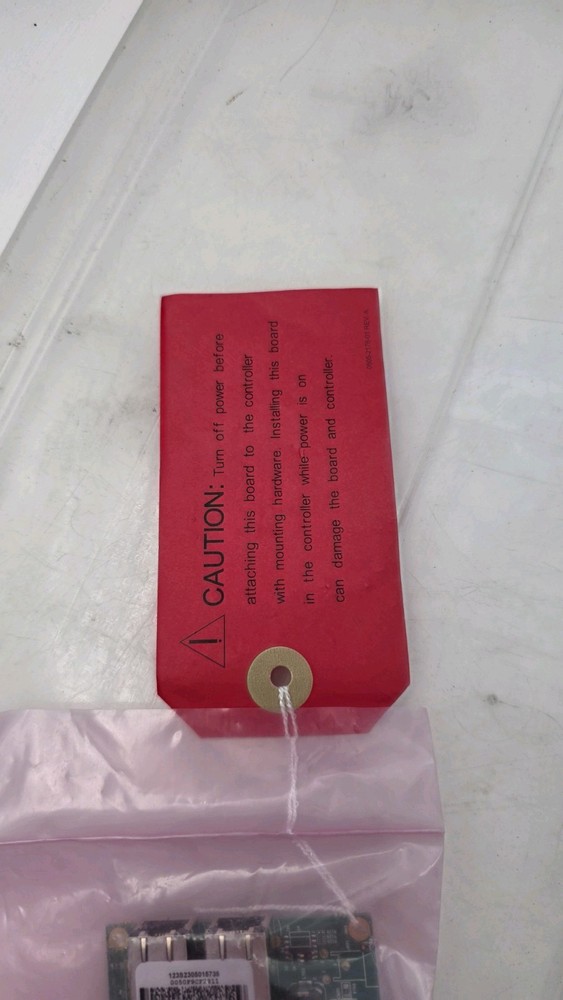 CAUTION: Turn off power before
attaching this board to the controller
with mounting hardware. Installing this board
in the controller while power is on
can damage the board and controller.